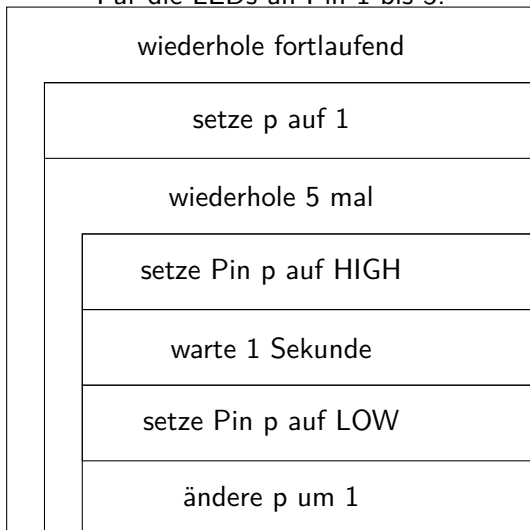 Für die LEDs an Pin 1 bis 5:
wiederhole fortlaufend
setze p auf 1
wiederhole 5 mal
setze Pin p auf HIGH
warte 1 Sekunde
setze Pin p auf LOW
ändere p um 1